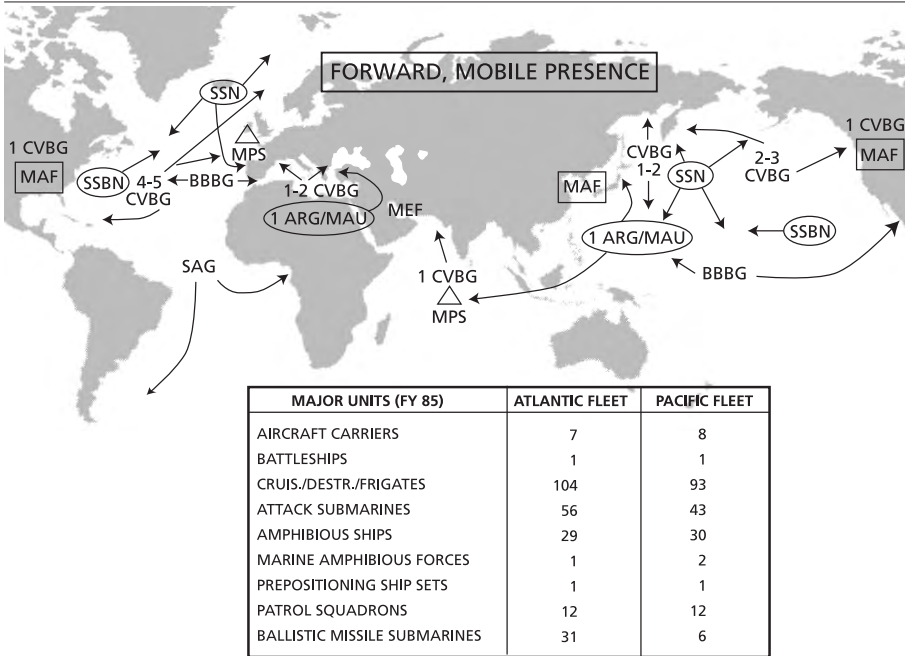 FORWARD, MOBILE PRESENCE
SSN
MPS
1 CVBG
MAF
SSBN
4-5
CVBG
BBBG
1-2 CVBG
1 ARG/MAU
MEF
SAG
1 CVBG
MPS
MAF
CVBG
1-2
SSN
2-3
CVBG
1 CVBG
MAF
1 ARG/MAU
SSBN
BBBG
MAJOR UNITS (FY 85) ATLANTIC FLEET PACIFIC FLEET
AIRCRAFT CARRIERS 7 8
BATTLESHIPS 1 1
CRUIS./DESTR./FRIGATES 104 93
ATTACK SUBMARINES 56 43
AMPHIBIOUS SHIPS 29 30
MARINE AMPHIBIOUS FORCES 1 2
PREPOSITIONING SHIP SETS 1 1
PATROL SQUADRONS 12 12
BALLISTIC MISSILE SUBMARINES 31 6